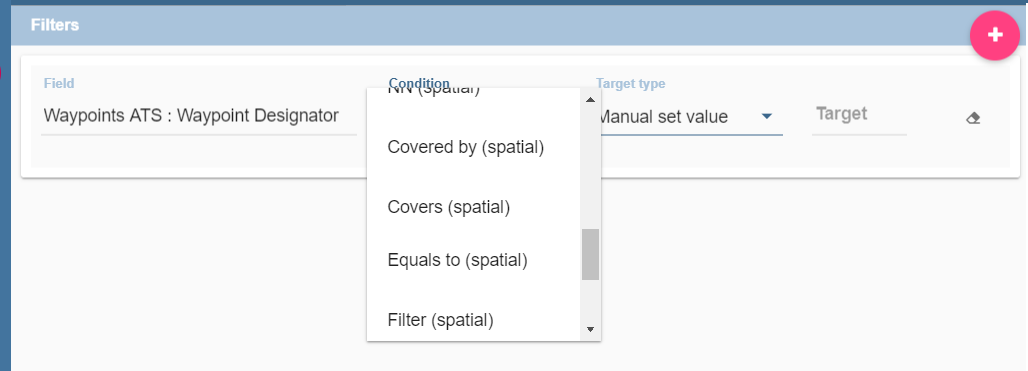 Filters
+
Field
Condition
Target type
Waypoints ATS : Waypoint Designator
NN (spatial)
Manual set value
Target
Covered by (spatial)
Covers (spatial)
Equals to (spatial)
Filter (spatial)